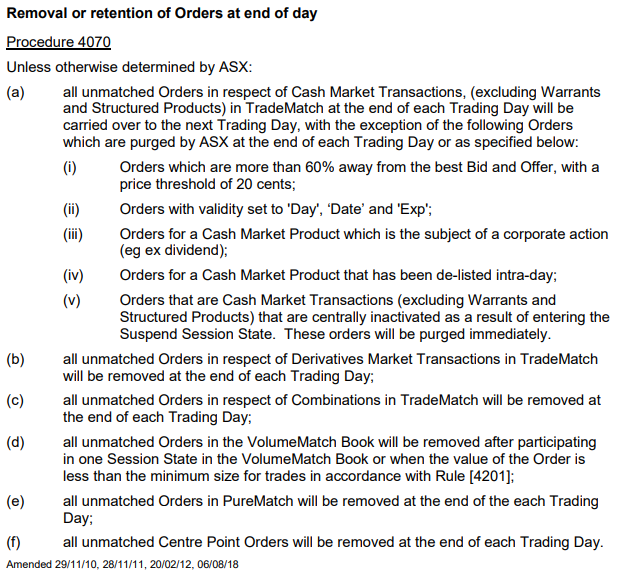 Removal or retention of Orders at end of day
Procedure 4070
Unless otherwise determined by ASX:
(a) all unmatched Orders in respect of Cash Market Transactions, (excluding Warrants
and Structured Products) in TradeMatch at the end of each Trading Day will be
carried over to the next Trading Day, with the exception of the following Orders
which are purged by ASX at the end of each Trading Day or as specified below:
(i) Orders which are more than 60% away from the best Bid and Offer, with a
price threshold of 20 cents;
(ii) Orders with validity set to 'Day', ‘Date’ and 'Exp';
(iii) Orders for a Cash Market Product which is the subject of a corporate action
(eg ex dividend);
(iv) Orders for a Cash Market Product that has been de-listed intra-day;
(v) Orders that are Cash Market Transactions (excluding Warrants and
Structured Products) that are centrally inactivated as a result of entering the
Suspend Session State.  These orders will be purged immediately.
(b) all unmatched Orders in respect of Derivatives Market Transactions in TradeMatch
will be removed at the end of each Trading Day;
(c) all unmatched Orders in respect of Combinations in TradeMatch will be removed at
the end of each Trading Day;
(d) all unmatched Orders in the VolumeMatch Book will be removed after participating
in one Session State in the VolumeMatch Book or when the value of the Order is
less than the minimum size for trades in accordance with Rule [4201];
(e) all unmatched Orders in PureMatch will be removed at the end of the each Trading
Day;
(f) all unmatched Centre Point Orders will be removed at the end of each Trading Day.
Amended 29/11/10, 28/11/11, 20/02/12, 06/08/18